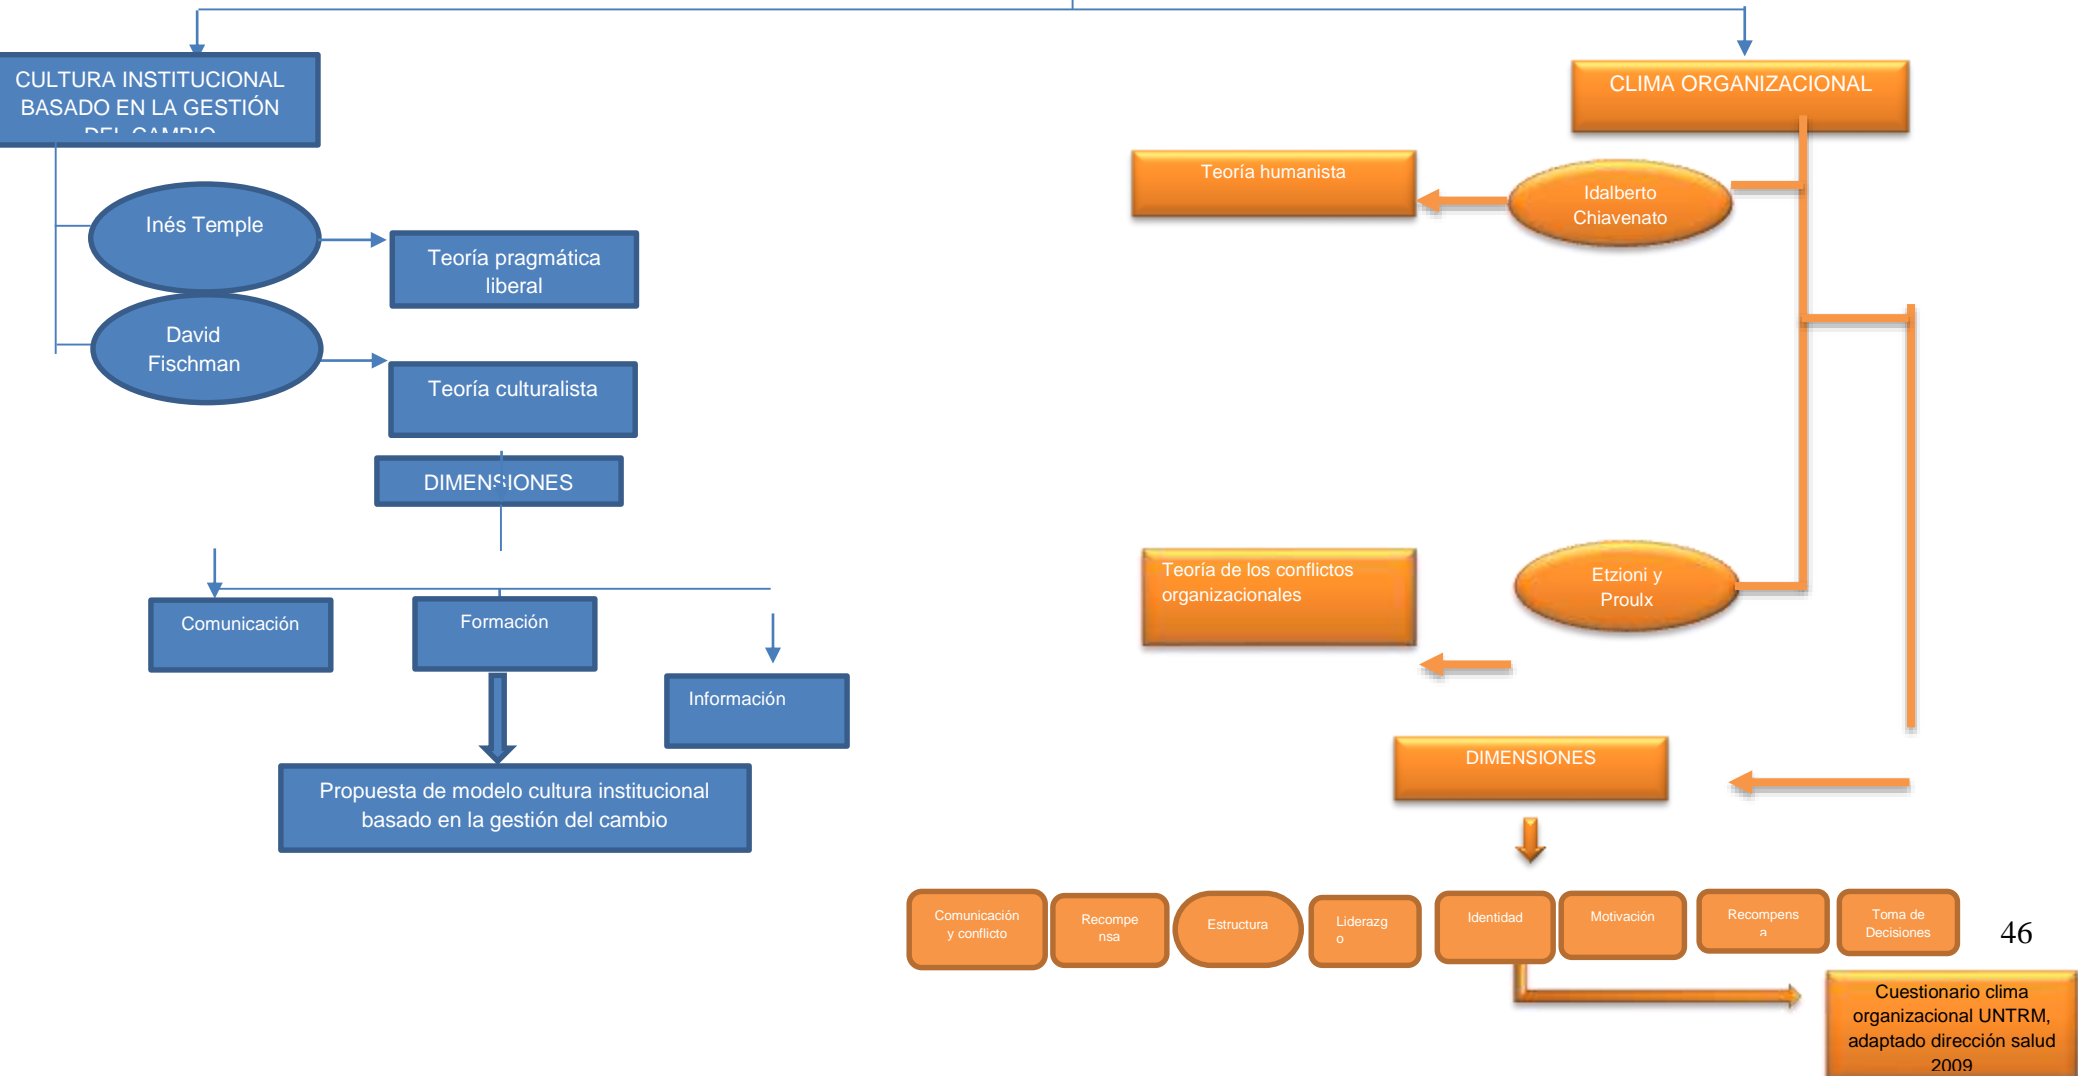 CULTURA INSTITUCIONAL
BASADO EN LA GESTIÓN
DEL CAMBIO
Inés Temple
Teoría pragmática
liberal
David
Fischman
Teoría culturalista
DIMENSIONES
Comunicación
Formación
Información
Propuesta de modelo cultura institucional
basado en la gestión del cambio
CLIMA ORGANIZACIONAL
Teoría humanista
Idalberto
Chiavenato
Teoría de los conflictos
organizacionales
Etzioni y
Proulx
DIMENSIONES
Comunicación
y conflicto
Recompe
nsa
Estructura
Liderazg
o
Identidad
Motivación
Recompens
a
Toma de
Decisiones
46
Cuestionario clima
organizacional UNTRM,
adaptado dirección salud
2009